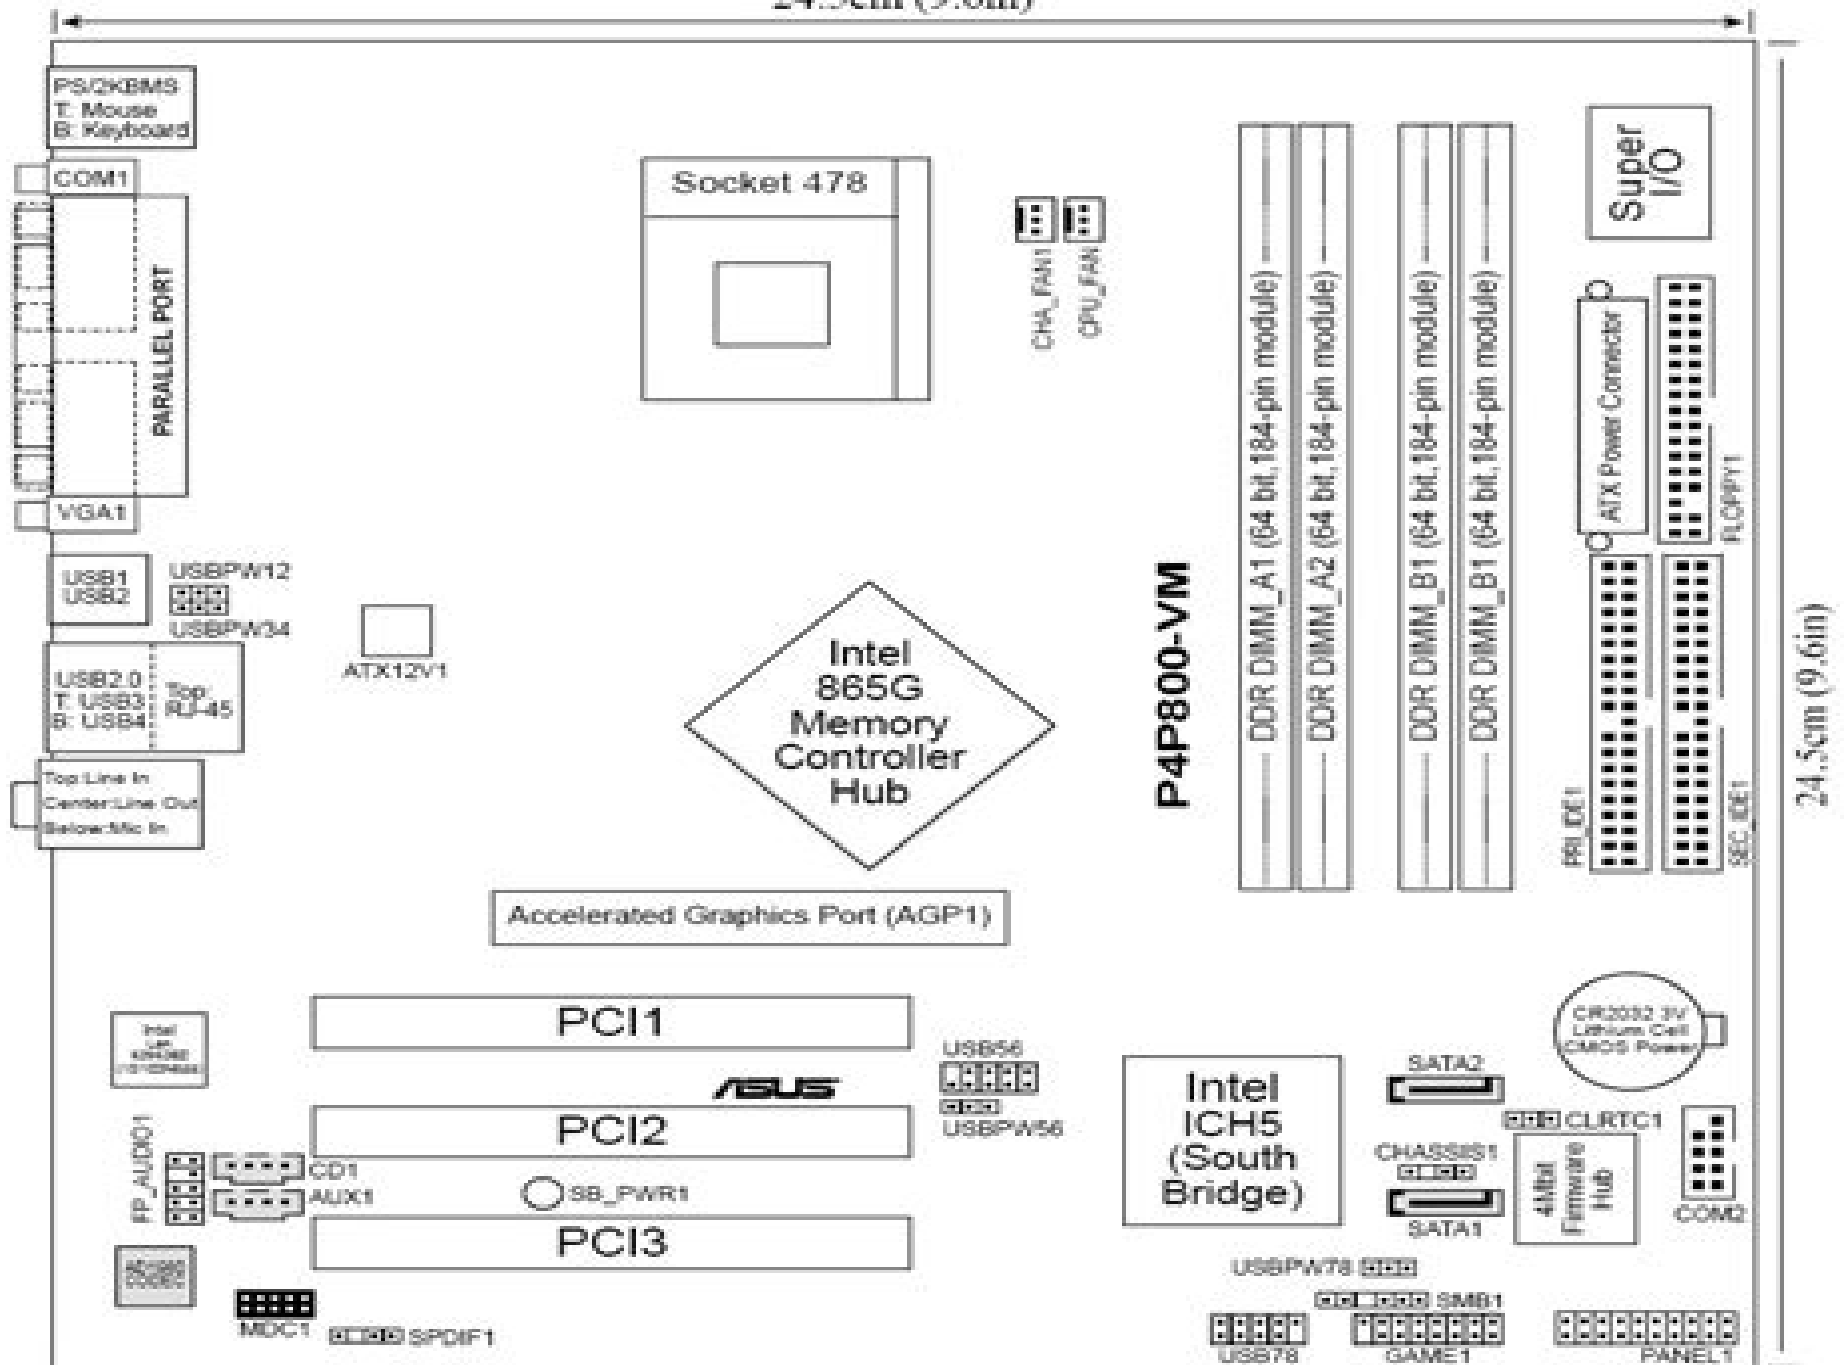 24.5cm (9.6in)
PS/2KBMS
T: Mouse
B: Keyboard
COM1
PARALLEL PORT
VGA1
Socket 478
CHA_FAN1
CPU_FAN
DDR DIMM_A1 (64 bit,184-pin module)
DDR DIMM_A2 (64 bit,184-pin module)
DDR DIMM_B1 (64 bit,184-pin module)
DDR DIMM_B1 (64 bit,184-pin module)
Super
I/O
ATX Power Connector
FLOPPY1
USB1
USB2
USBPW12
USBPW34
USB2.0
T: USB3
B: USB4
Top:
RJ-45
ATX12V1
Top:Line In
Center:Line Out
Below:Mic In
Intel
865G
Memory
Controller
Hub
P4P800-VM
PRI_IDE1
SEC_IDE1
24.5cm (9.6in)
Accelerated Graphics Port (AGP1)
PCI1
Intel
Lan
ASUS
USB56
USBPW56
PCI2
Intel
ICH5
(South
Bridge)
CR2032 3V
Lithium Cell
CMOS Power
SATA2
CLRTC1
CHASSIS1
SATA1
4Mbit
Firmware
Hub
COM2
FP_AUDIO1
CD1
AUX1
SB_PWR1
PCI3
MDC1
SPDIF1
USBPW78
SMB1
USB78
GAME1
PANEL1